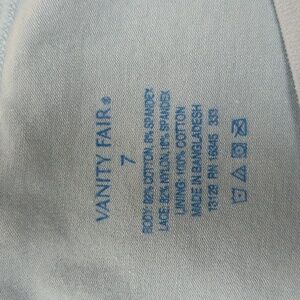 VANITY FAIR®
7
BODY: 92% COTTON, 8% SPANDEX
LACE: 82% NYLON, 18% SPANDEX
LINING: 100% COTTON
MADE IN BANGLADESH
13129 RN 16845 333